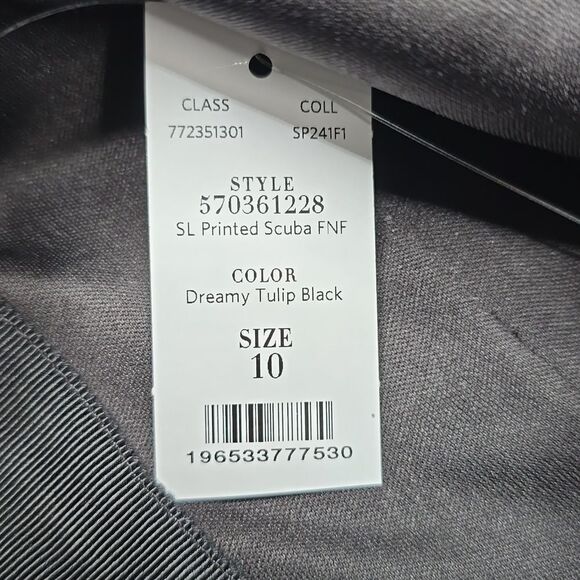 CLASS COLL
772351301 SP241F1
STYLE
570361228
SL Printed Scuba FNF
COLOR
Dreamy Tulip Black
SIZE
10
196533777530